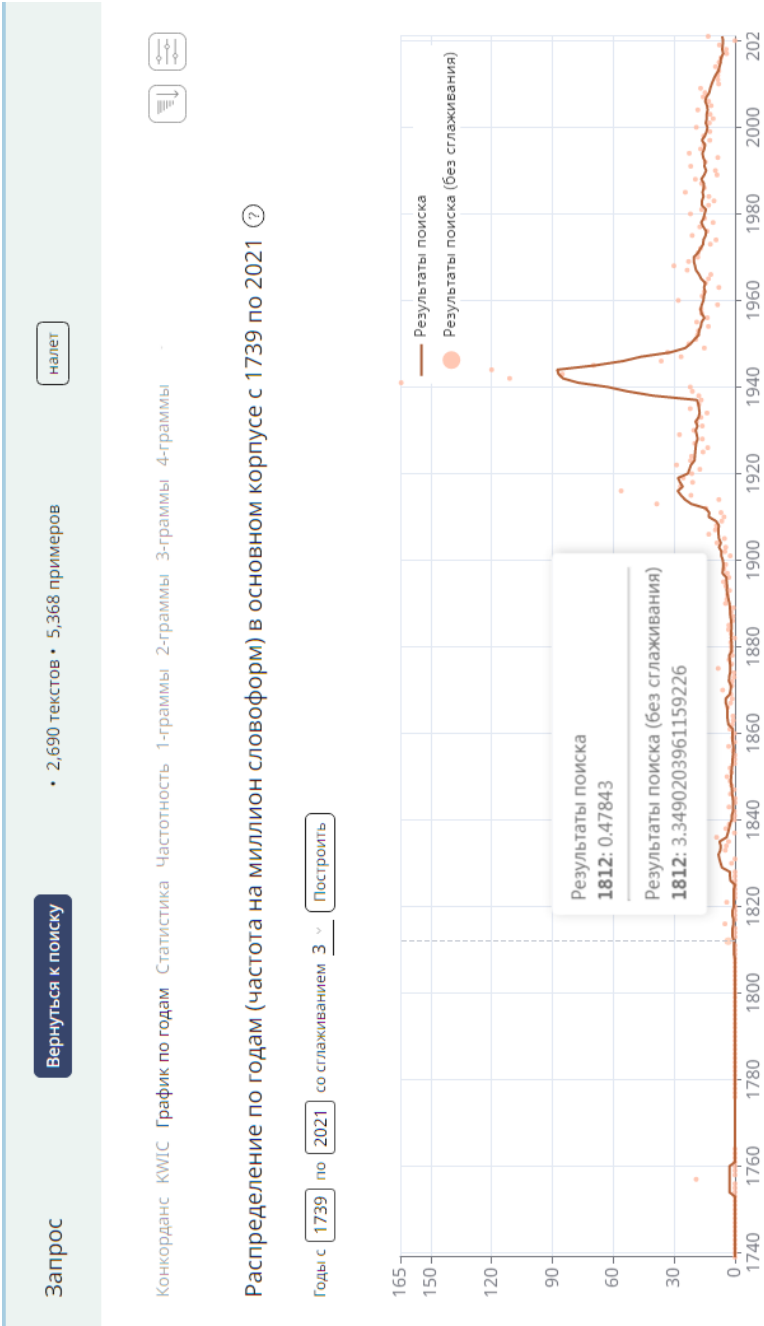 Запрос Вернуться к поиску • 2,690 текстов • 5,368 примеров налет
Конкорданс KWIC График по годам Статистика Частотность 1-граммы 2-граммы 3-граммы 4-граммы
Распределение по годам (частота на миллион словоформ) в основном корпусе с 1739 по 2021 ?
Годы с 1739 по 2021 со сглаживанием 3 Построить
165
150
120
90
60
30
0
Результаты поиска
Результаты поиска (без сглаживания)
Результаты поиска
1812: 0.47843
Результаты поиска (без сглаживания)
1812: 3.3490203961159226
1740 1760 1780 1800 1820 1840 1860 1880 1900 1920 1940 1960 1980 2000 202